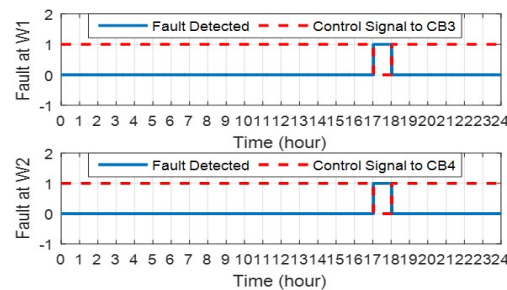 2
Fault Detected Control Signal to CB3
1
0
-1
Fault at W1
0 1 2 3 4 5 6 7 8 9 10 11 12 13 14 15 16 17 18 19 20 21 22 23 24
Time (hour)
2
Fault Detected Control Signal to CB4
1
0
-1
Fault at W2
0 1 2 3 4 5 6 7 8 9 10 11 12 13 14 15 16 17 18 19 20 21 22 23 24
Time (hour)